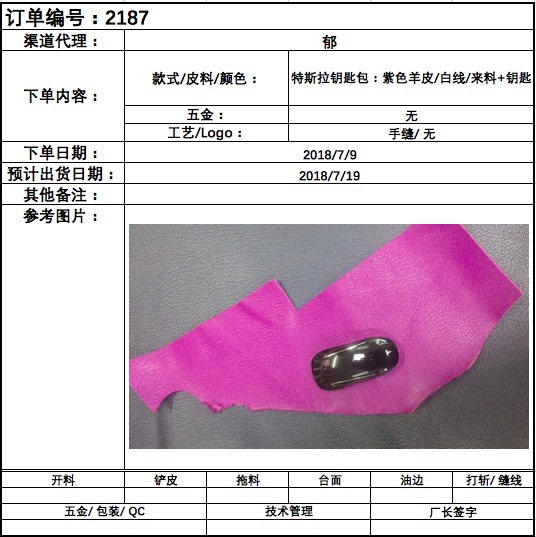 订单编号：2187
渠道代理：
郁
下单内容：
款式/皮料/颜色：
特斯拉钥匙包：紫色羊皮/白线/来料+钥匙
五金：
无
工艺/Logo：
手缝/ 无
下单日期：
2018/7/9
预计出货日期：
2018/7/19
其他备注：
参考图片：
开料 铲皮 拖料 台面 油边 打斩/ 缝线
五金/ 包装/ QC 技术管理 厂长签字